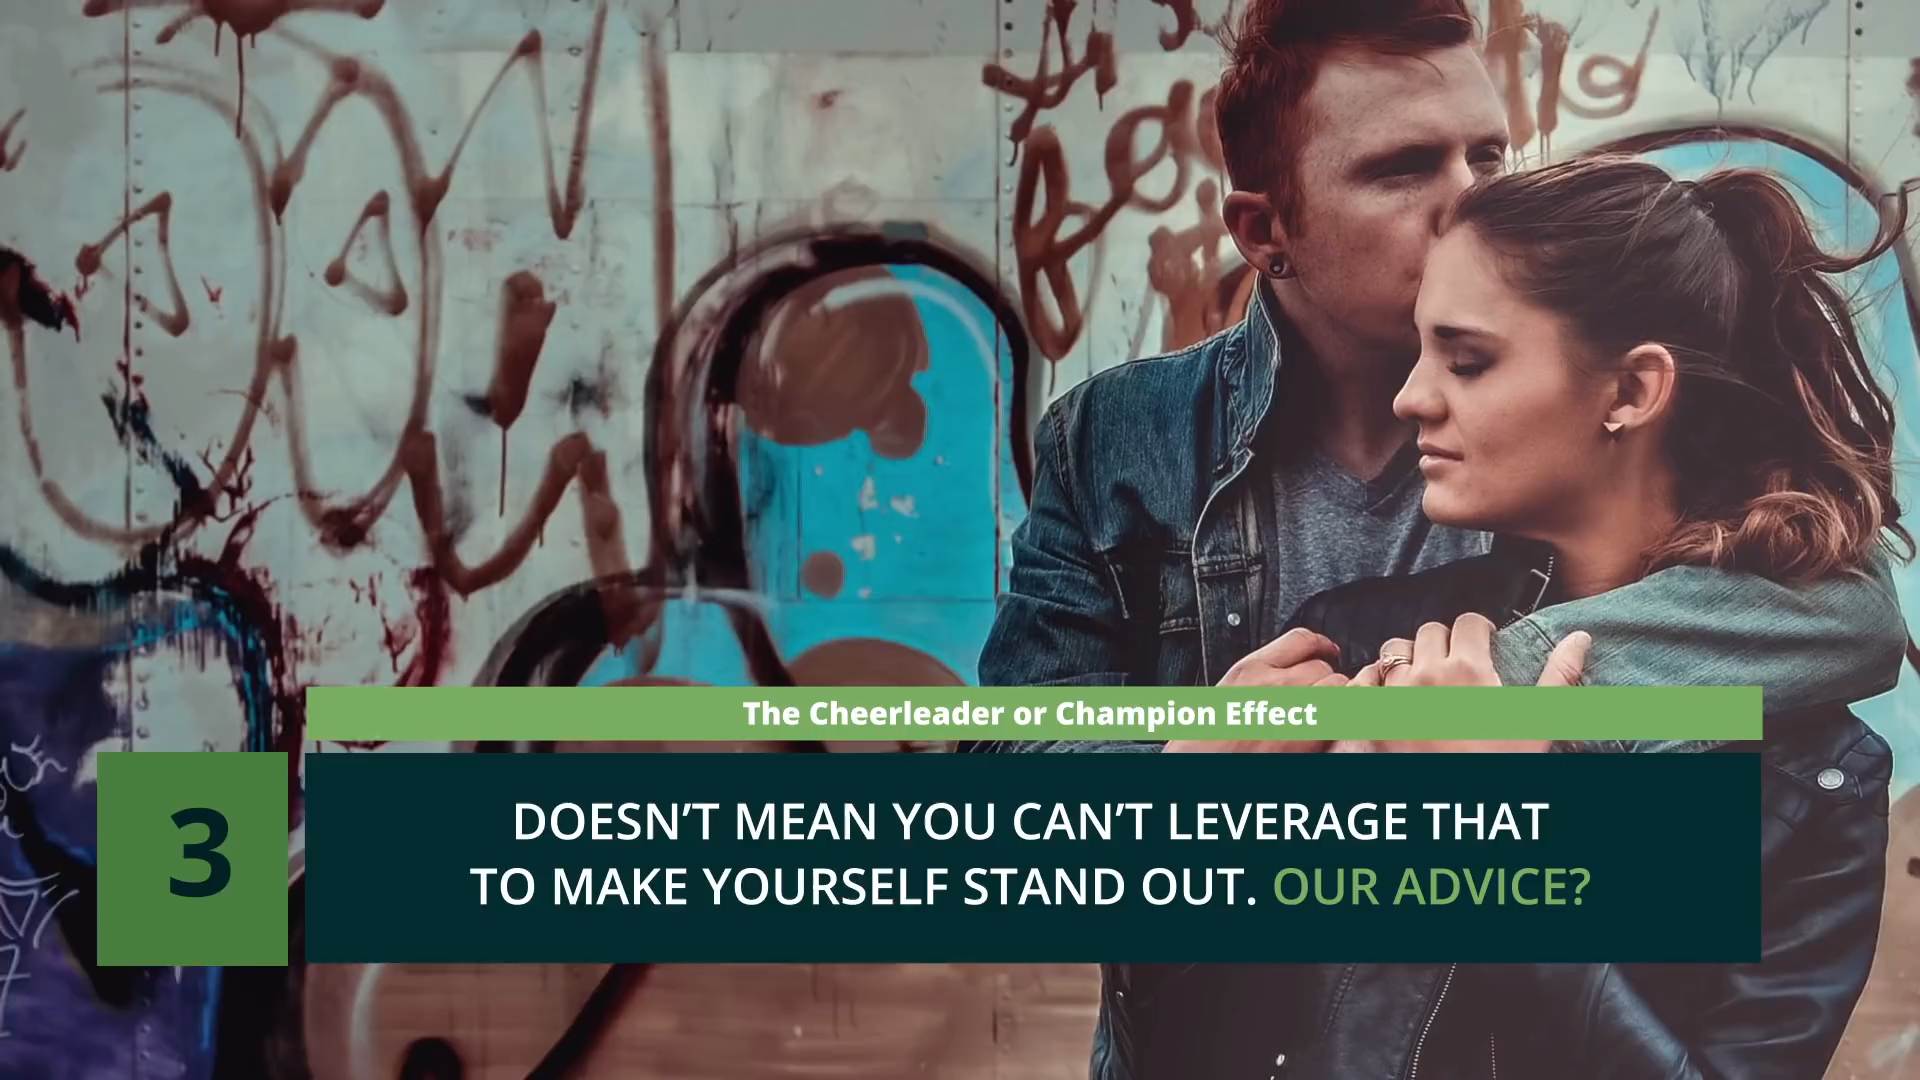 The Cheerleader or Champion Effect
3
DOESN’T MEAN YOU CAN’T LEVERAGE THAT
TO MAKE YOURSELF STAND OUT. OUR ADVICE?